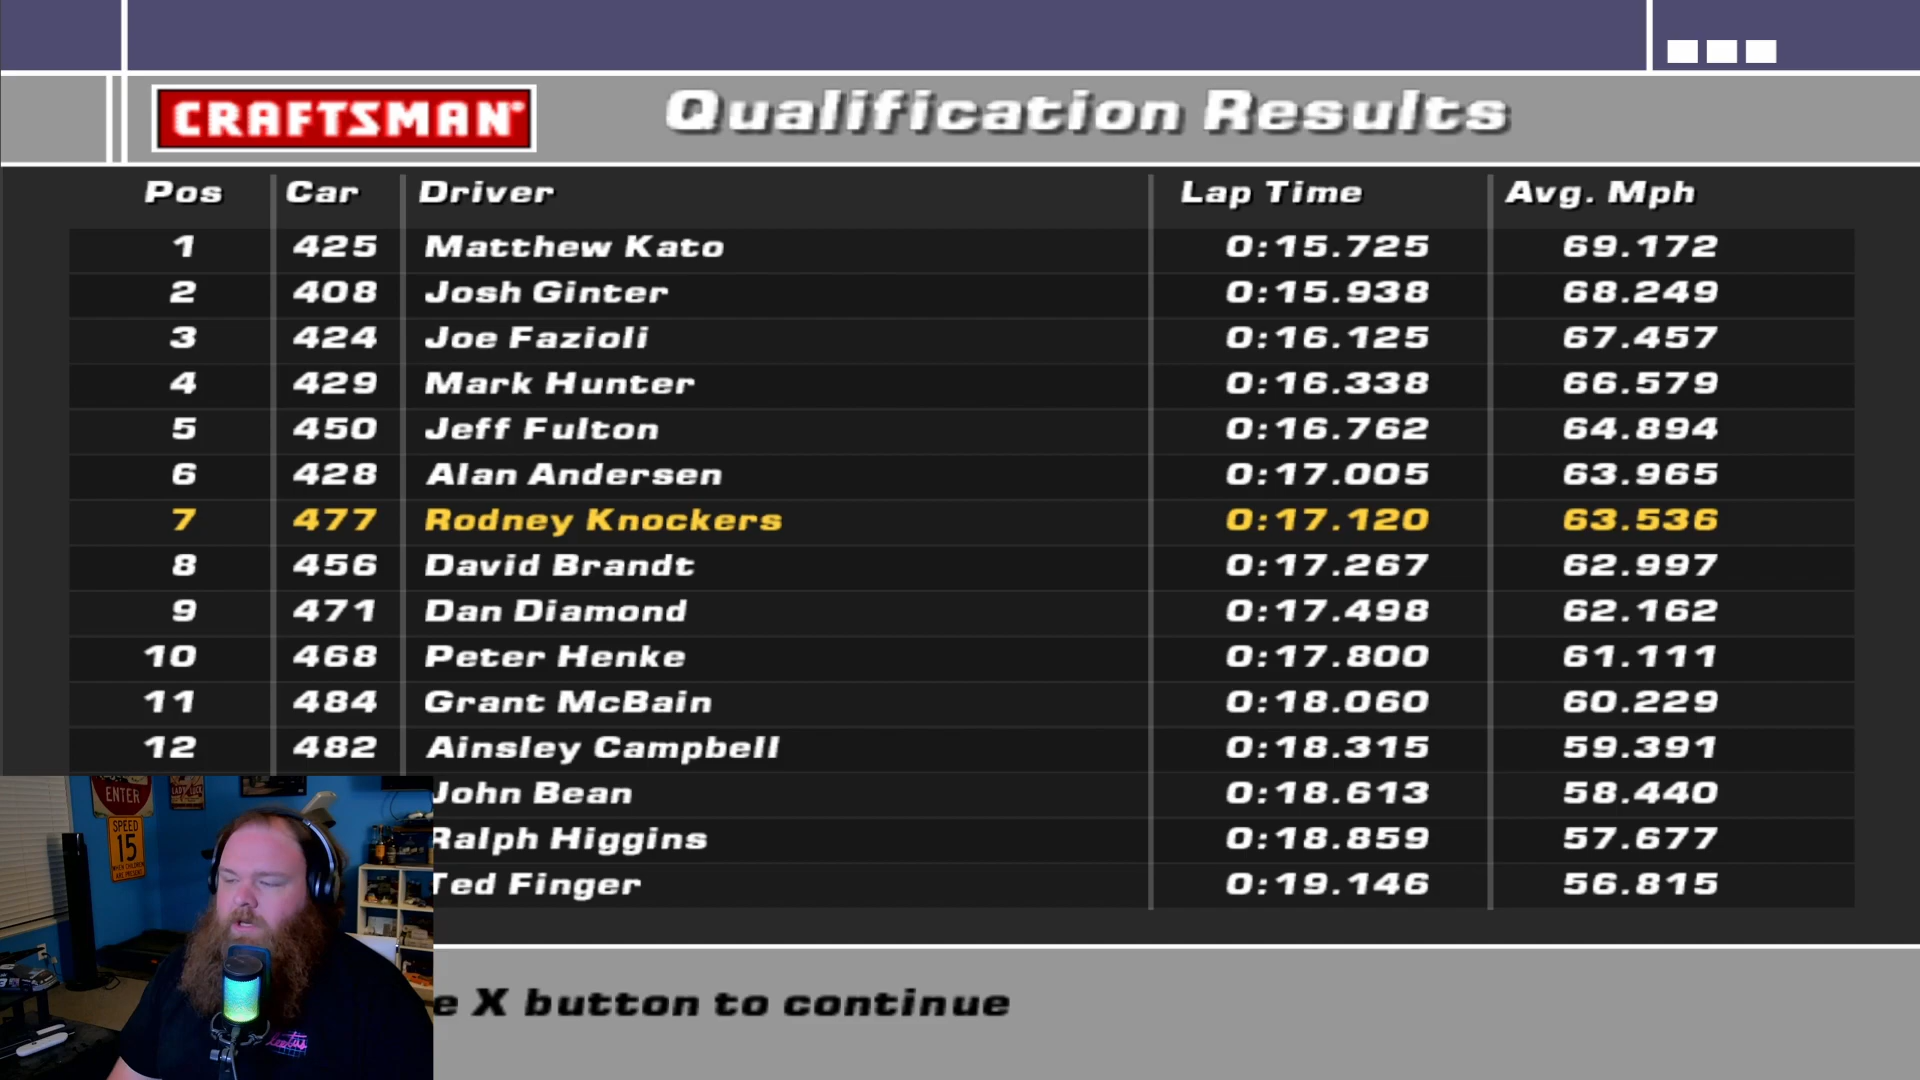 CRAFTSMAN
Qualification Results
Pos Car Driver Lap Time Avg. Mph
1 425 Matthew Kato 0:15.725 69.172
2 408 Josh Ginter 0:15.938 68.249
3 424 Joe Fazioli 0:16.125 67.457
4 429 Mark Hunter 0:16.338 66.579
5 450 Jeff Fulton 0:16.762 64.894
6 428 Alan Andersen 0:17.005 63.965
7 477 Rodney Knockers 0:17.120 63.536
8 456 David Brandt 0:17.267 62.997
9 471 Dan Diamond 0:17.498 62.162
10 468 Peter Henke 0:17.800 61.111
11 484 Grant McBain 0:18.060 60.229
12 482 Ainsley Campbell 0:18.315 59.391
John Bean 0:18.613 58.440
Ralph Higgins 0:18.859 57.677
Ted Finger 0:19.146 56.815
ENTER
LADY LUCK
SPEED
15
WHEN CHILDREN
ARE PRESENT
e X button to continue